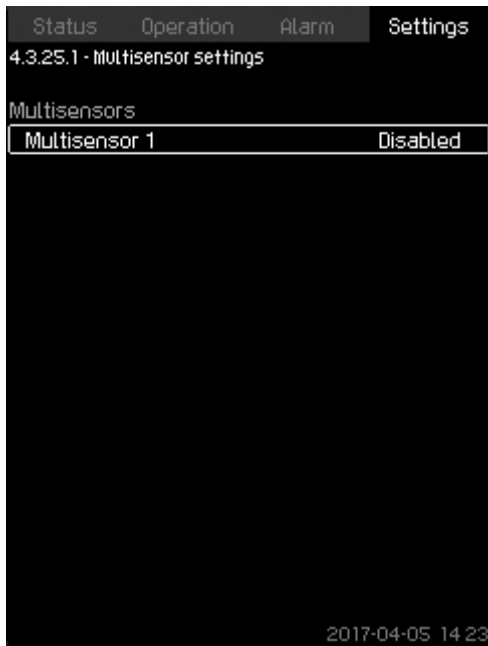 Status Operation Alarm Settings
4.3.25.1 - Multisensor settings
Multisensors
Multisensor 1 Disabled
2017-04-05 14 23